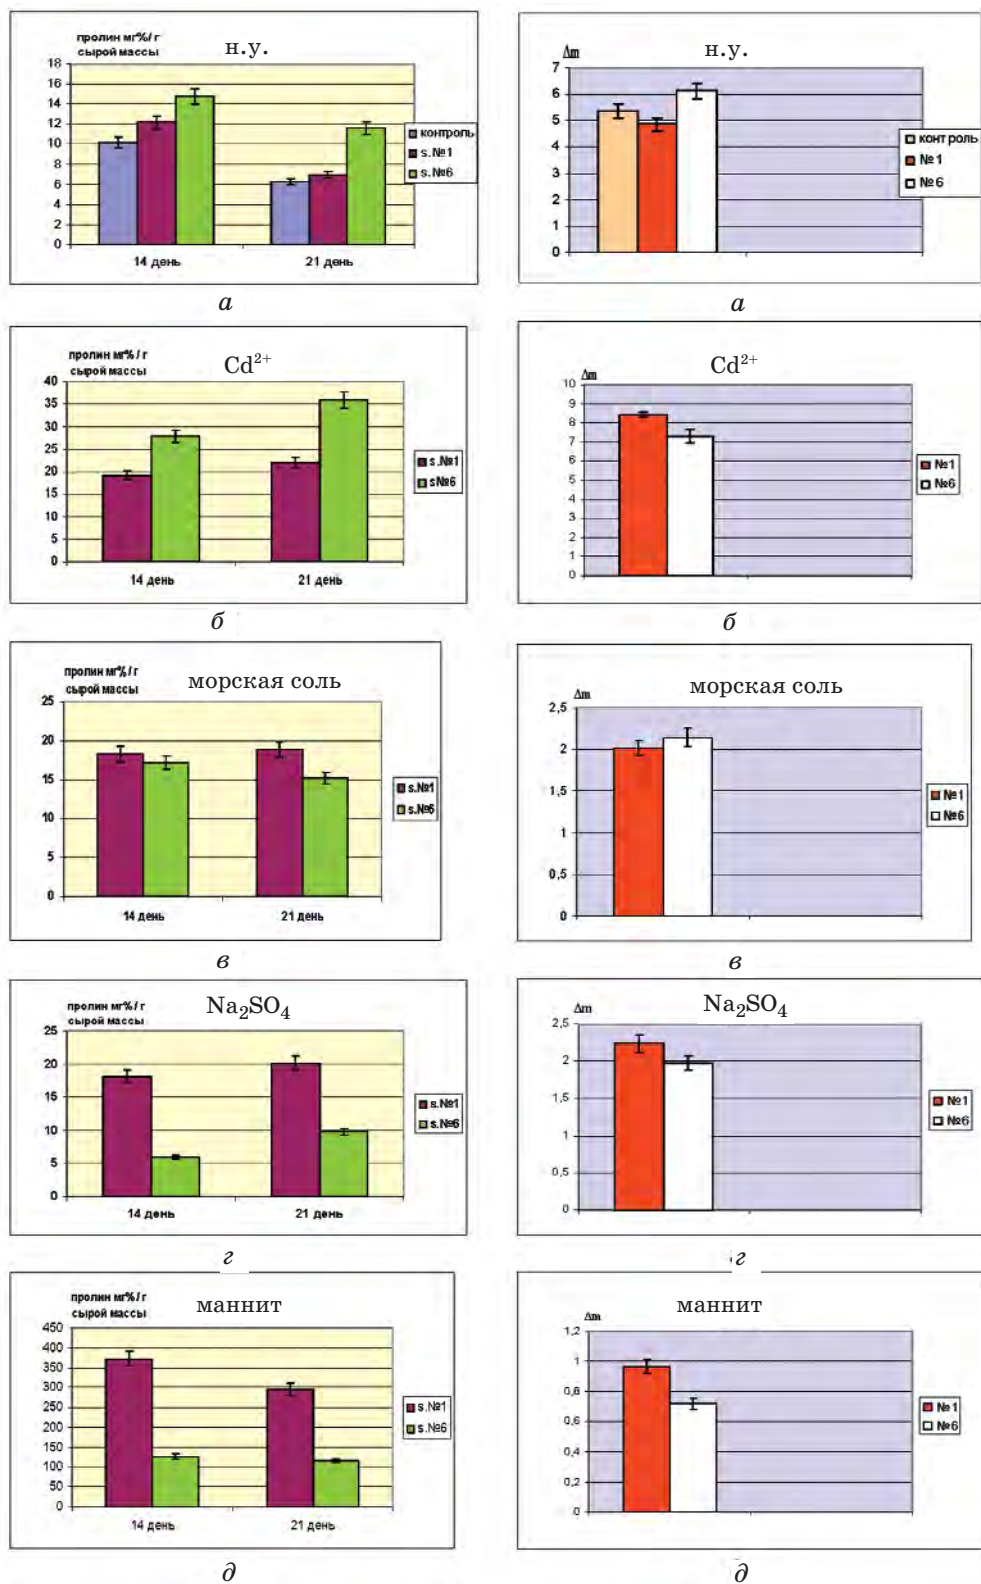 пролин мг%/ г
сырой массы
н.у.
18
16
14
12
10
8
6
4
2
0
14 день
21 день
контроль
s.№1
s.№6
а
Δm
н.у.
7
6
5
4
3
2
1
0
контроль
№1
№6
а
пролин мг% / г
сырой массы
Cd²⁺
40
35
30
25
20
15
10
5
0
14 день
21 день
s.№1
s№6
б
Δm
Cd²⁺
10
9
8
7
6
5
4
3
2
1
0
№1
№6
б
пролин мг% / г
сырой массы
морская соль
25
20
15
10
5
0
14 день
21 день
s.№1
s.№6
в
Δm
морская соль
2,5
2
1,5
1
0,5
0
№1
№6
в
пролин мг% / г
сырой массы
Na₂SO₄
25
20
15
10
5
0
14 день
21 день
s.№1
s.№6
г
Δm
Na₂SO₄
2,5
2
1,5
1
0,5
0
№1
№6
г
пролин мг% / г
сырой массы
маннит
450
400
350
300
250
200
150
100
50
0
14 день
21 день
s.№1
s.№6
д
Δm
маннит
1,2
1
0,8
0,6
0,4
0,2
0
№1
№6
д